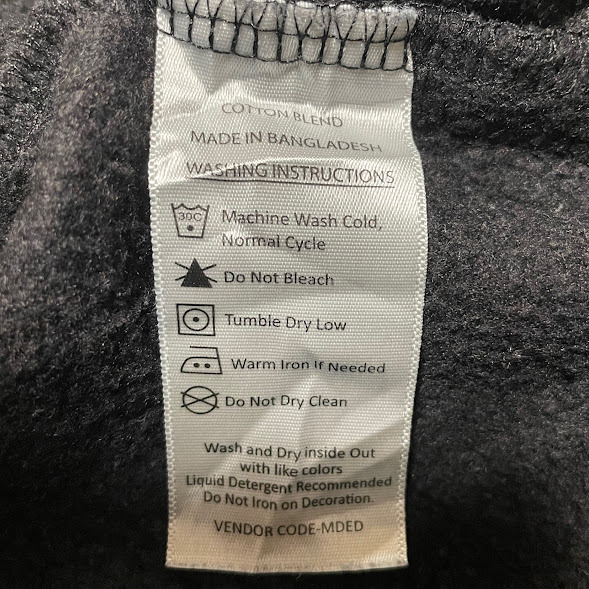 COTTON BLEND
MADE IN BANGLADESH
WASHING INSTRUCTIONS
30C
Machine Wash Cold,
Normal Cycle
Do Not Bleach
Tumble Dry Low
Warm Iron If Needed
Do Not Dry Clean
Wash and Dry inside Out
with like colors
Liquid Detergent Recommended
Do Not Iron on Decoration.
VENDOR CODE-MDED